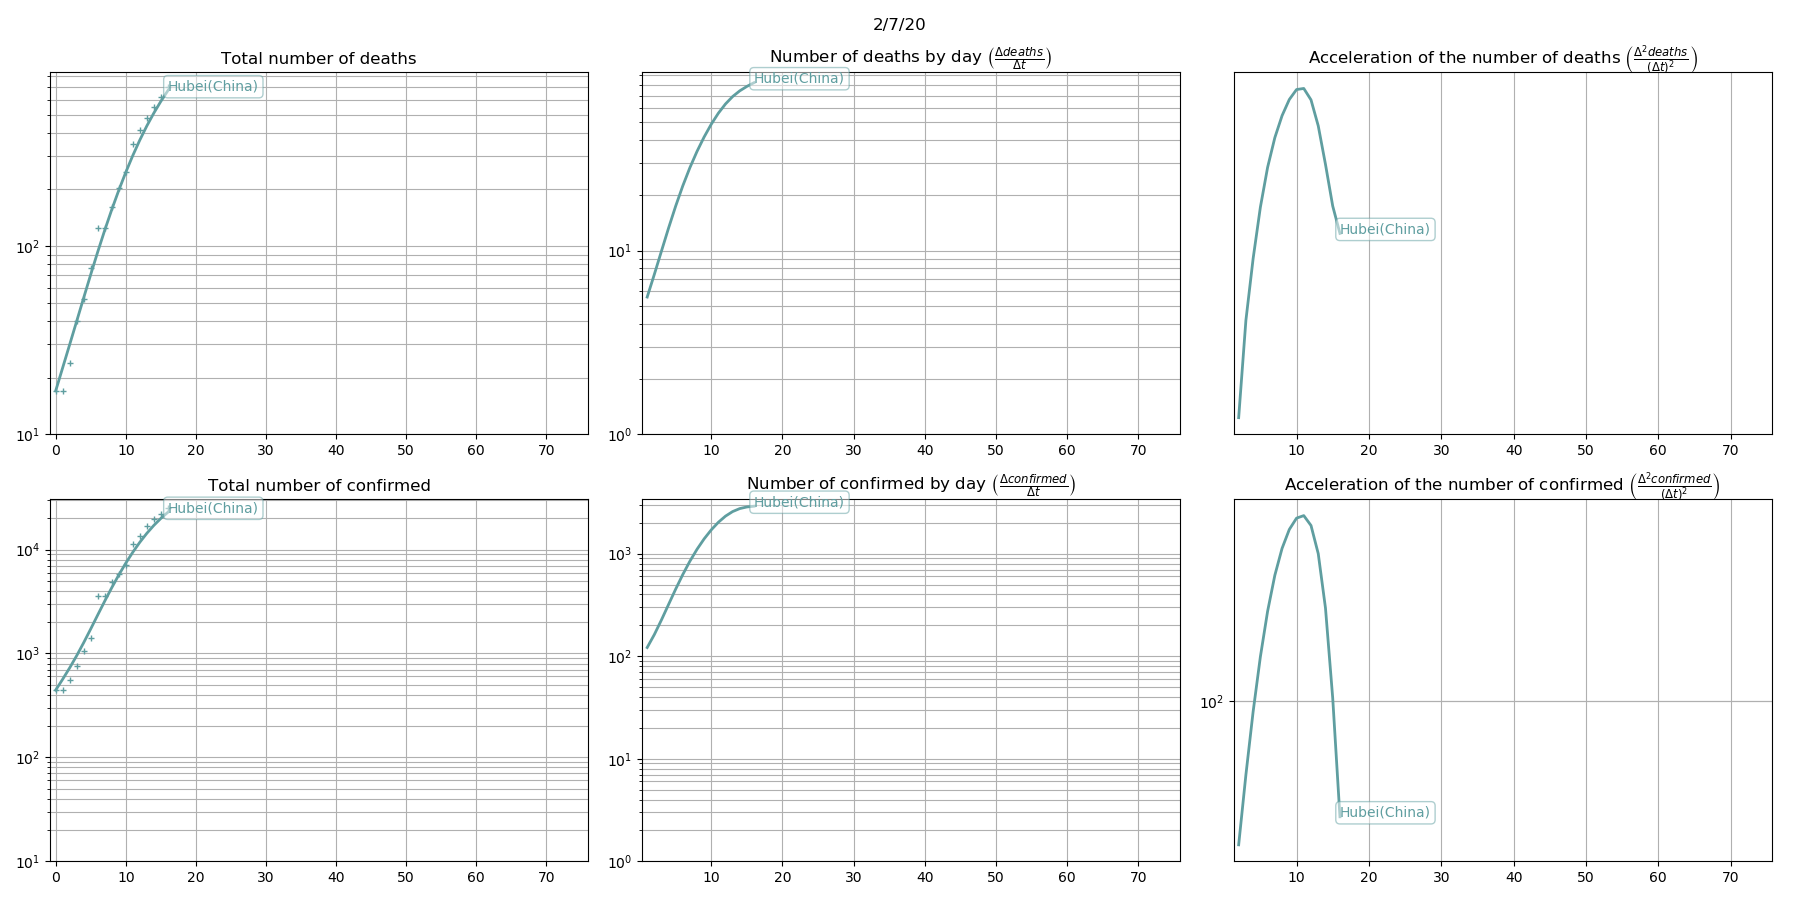 2/7/20
Total number of deaths
Hubei(China)
10²
10¹
0 10 20 30 40 50 60 70
Number of deaths by day (Δdeaths/Δt)
Hubei(China)
10¹
10⁰
10 20 30 40 50 60 70
Acceleration of the number of deaths (Δ²deaths/(Δt)²)
Hubei(China)
10 20 30 40 50 60 70
Total number of confirmed
Hubei(China)
10⁴
10³
10²
10¹
0 10 20 30 40 50 60 70
Number of confirmed by day (Δconfirmed/Δt)
Hubei(China)
10³
10²
10¹
10⁰
10 20 30 40 50 60 70
Acceleration of the number of confirmed (Δ²confirmed/(Δt)²)
10²
Hubei(China)
10 20 30 40 50 60 70